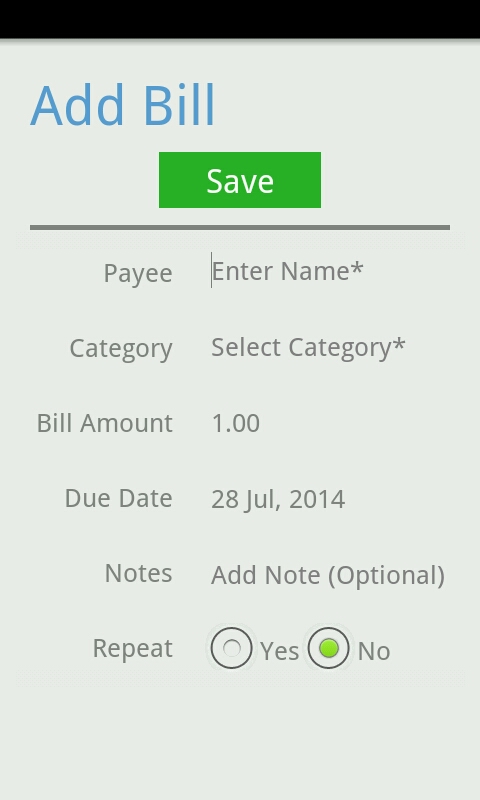 Add Bill
Save
Payee Enter Name*
Category Select Category*
Bill Amount 1.00
Due Date 28 Jul, 2014
Notes Add Note (Optional)
Repeat Yes No